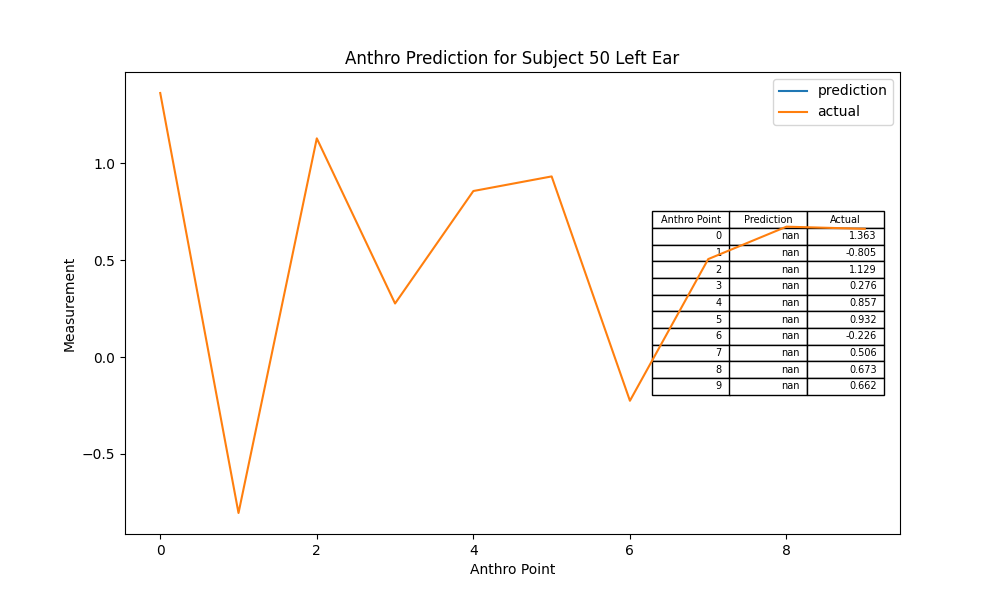 Anthro Prediction for Subject 50 Left Ear
prediction
actual
1.0
0.5
0.0
−0.5
Measurement
Anthro Point Prediction Actual
0 nan 1.363
1 nan -0.805
2 nan 1.129
3 nan 0.276
4 nan 0.857
5 nan 0.932
6 nan -0.226
7 nan 0.506
8 nan 0.673
9 nan 0.662
0 2 4 6 8
Anthro Point